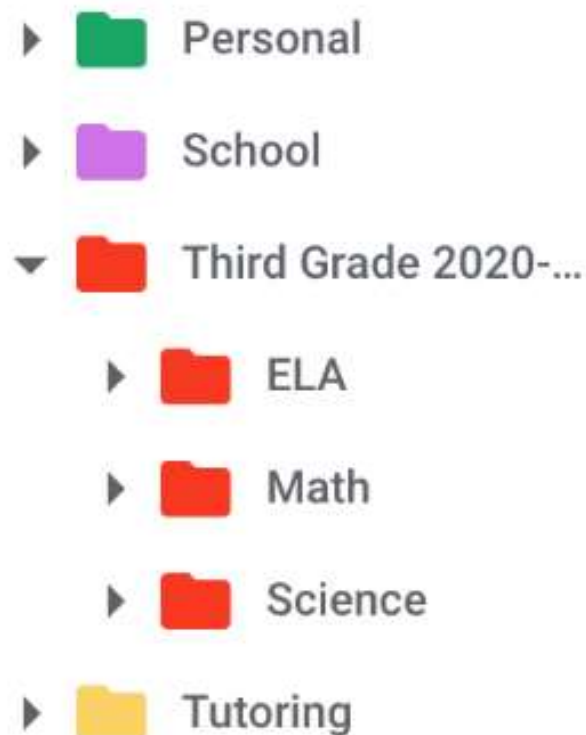 Personal
School
Third Grade 2020-...
ELA
Math
Science
Tutoring